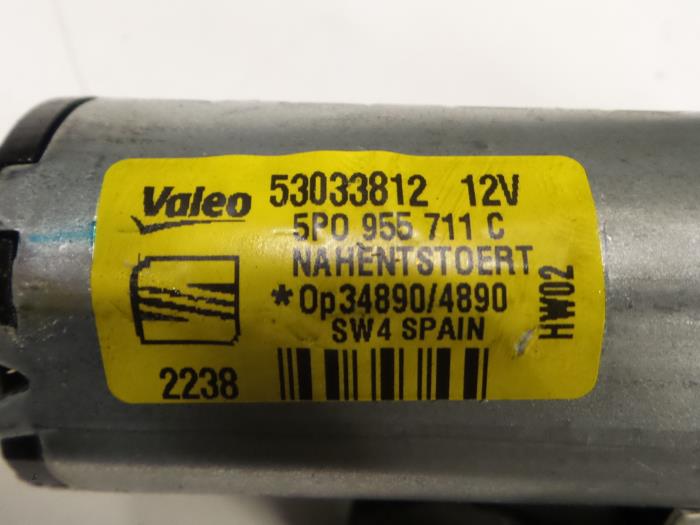 Valeo 53033812 12V
5P0 955 711 C
NAHENTSTOERT
*Op34890/4890
SW4 SPAIN
2238
HW02